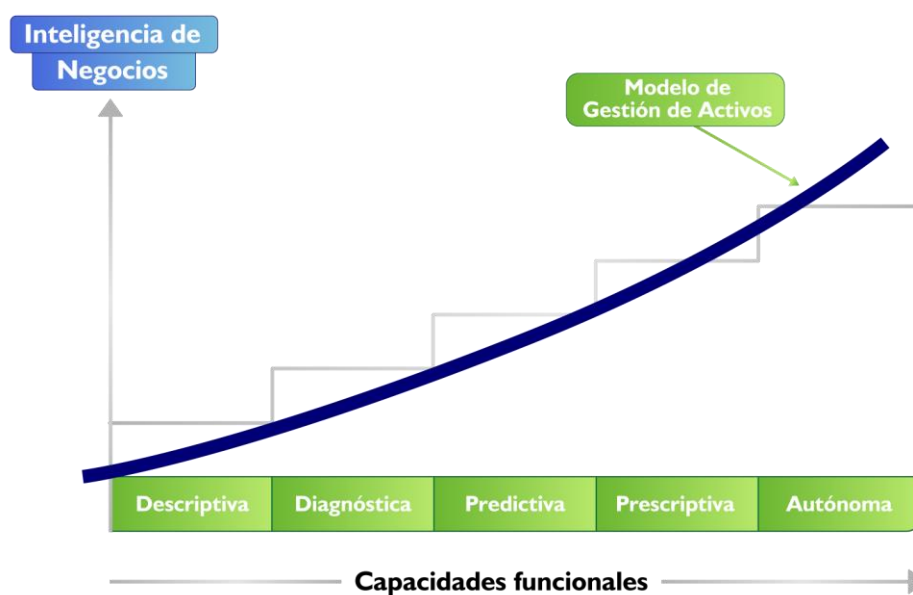 Inteligencia de
Negocios
Modelo de
Gestión de Activos
Descriptiva
Diagnóstica
Predictiva
Prescriptiva
Autónoma
Capacidades funcionales